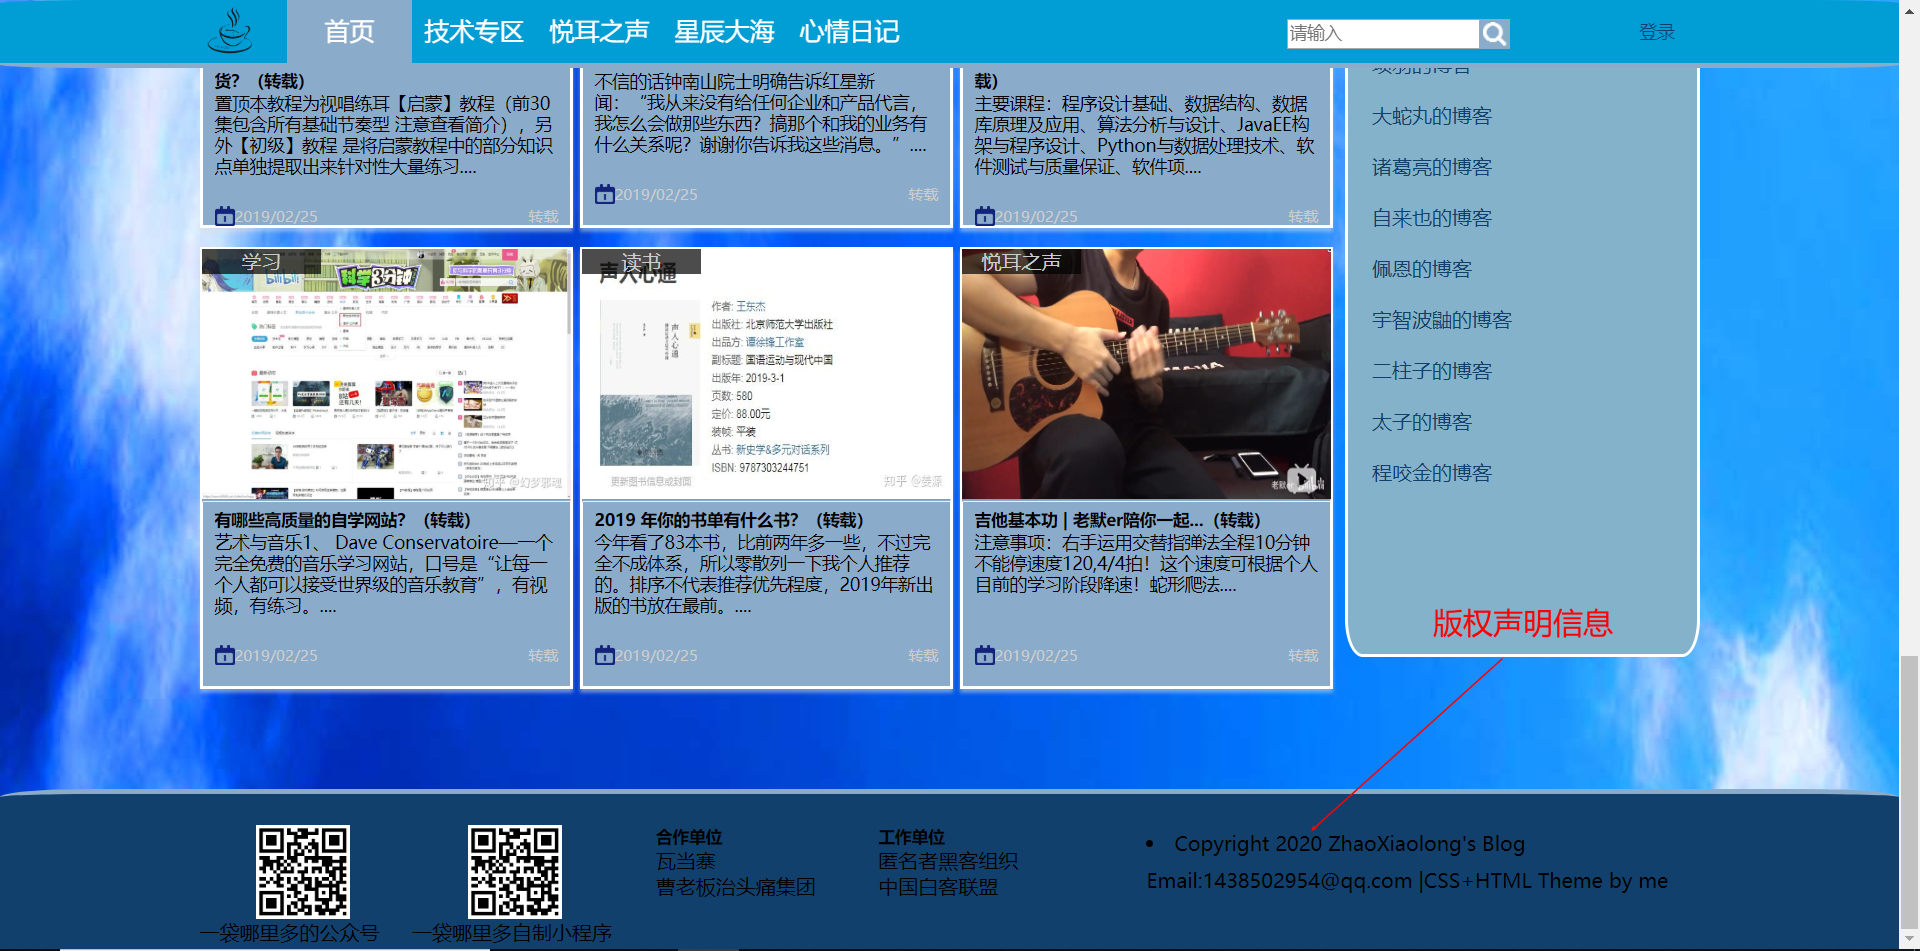 首页 技术专区 悦耳之声 星辰大海 心情日记 请输入 登录
货？（转载）
置顶本教程为视唱练耳【启蒙】教程（前30
集包含所有基础节奏型 注意查看简介），另
外【初级】教程 是将启蒙教程中的部分知识
点单独提取出来针对性大量练习....
2019/02/25 转载
不信的话钟南山院士明确告诉红星新
闻：“我从来没有给任何企业和产品代言，
我怎么会做那些东西？搞那个和我的业务有
什么关系呢？谢谢你告诉我这些消息。”....
2019/02/25 转载
载）
主要课程：程序设计基础、数据结构、数据
库原理及应用、算法分析与设计、JavaEE构
架与程序设计、Python与数据处理技术、软
件测试与质量保证、软件项....
2019/02/25 转载
大蛇丸的博客
诸葛亮的博客
自来也的博客
佩恩的博客
宇智波鼬的博客
二柱子的博客
太子的博客
程咬金的博客
学习
bilibili
科学3分钟
知乎 @幻梦邪魂
有哪些高质量的自学网站？（转载）
艺术与音乐1、 Dave Conservatoire—一个
完全免费的音乐学习网站，口号是“让每一
个人都可以接受世界级的音乐教育”，有视
频，有练习。....
2019/02/25 转载
读书
声入心通
作者: 王东杰
出版社: 北京师范大学出版社
出品方: 谭徐锋工作室
副标题: 国语运动与现代中国
出版年: 2019-3-1
页数: 580
定价: 88.00元
装帧: 平装
丛书: 新史学&多元对话系列
ISBN: 9787303244751
更新图书信息或封面
知乎 @娄源
2019 年你的书单有什么书？（转载）
今年看了83本书，比前两年多一些，不过完
全不成体系，所以零散列一下我个人推荐
的。排序不代表推荐优先程度，2019年新出
版的书放在最前。....
2019/02/25 转载
悦耳之声
YAMAHA
老默er
吉他基本功 | 老默er陪你一起...（转载）
注意事项：右手运用交替指弹法全程10分钟
不能停速度120,4/4拍！这个速度可根据个人
目前的学习阶段降速！蛇形爬法....
2019/02/25 转载
版权声明信息
一袋哪里多的公众号
一袋哪里多自制小程序
合作单位
瓦当寨
曹老板治头痛集团
工作单位
匿名者黑客组织
中国白客联盟
• Copyright 2020 ZhaoXiaolong's Blog
Email:1438502954@qq.com |CSS+HTML Theme by me